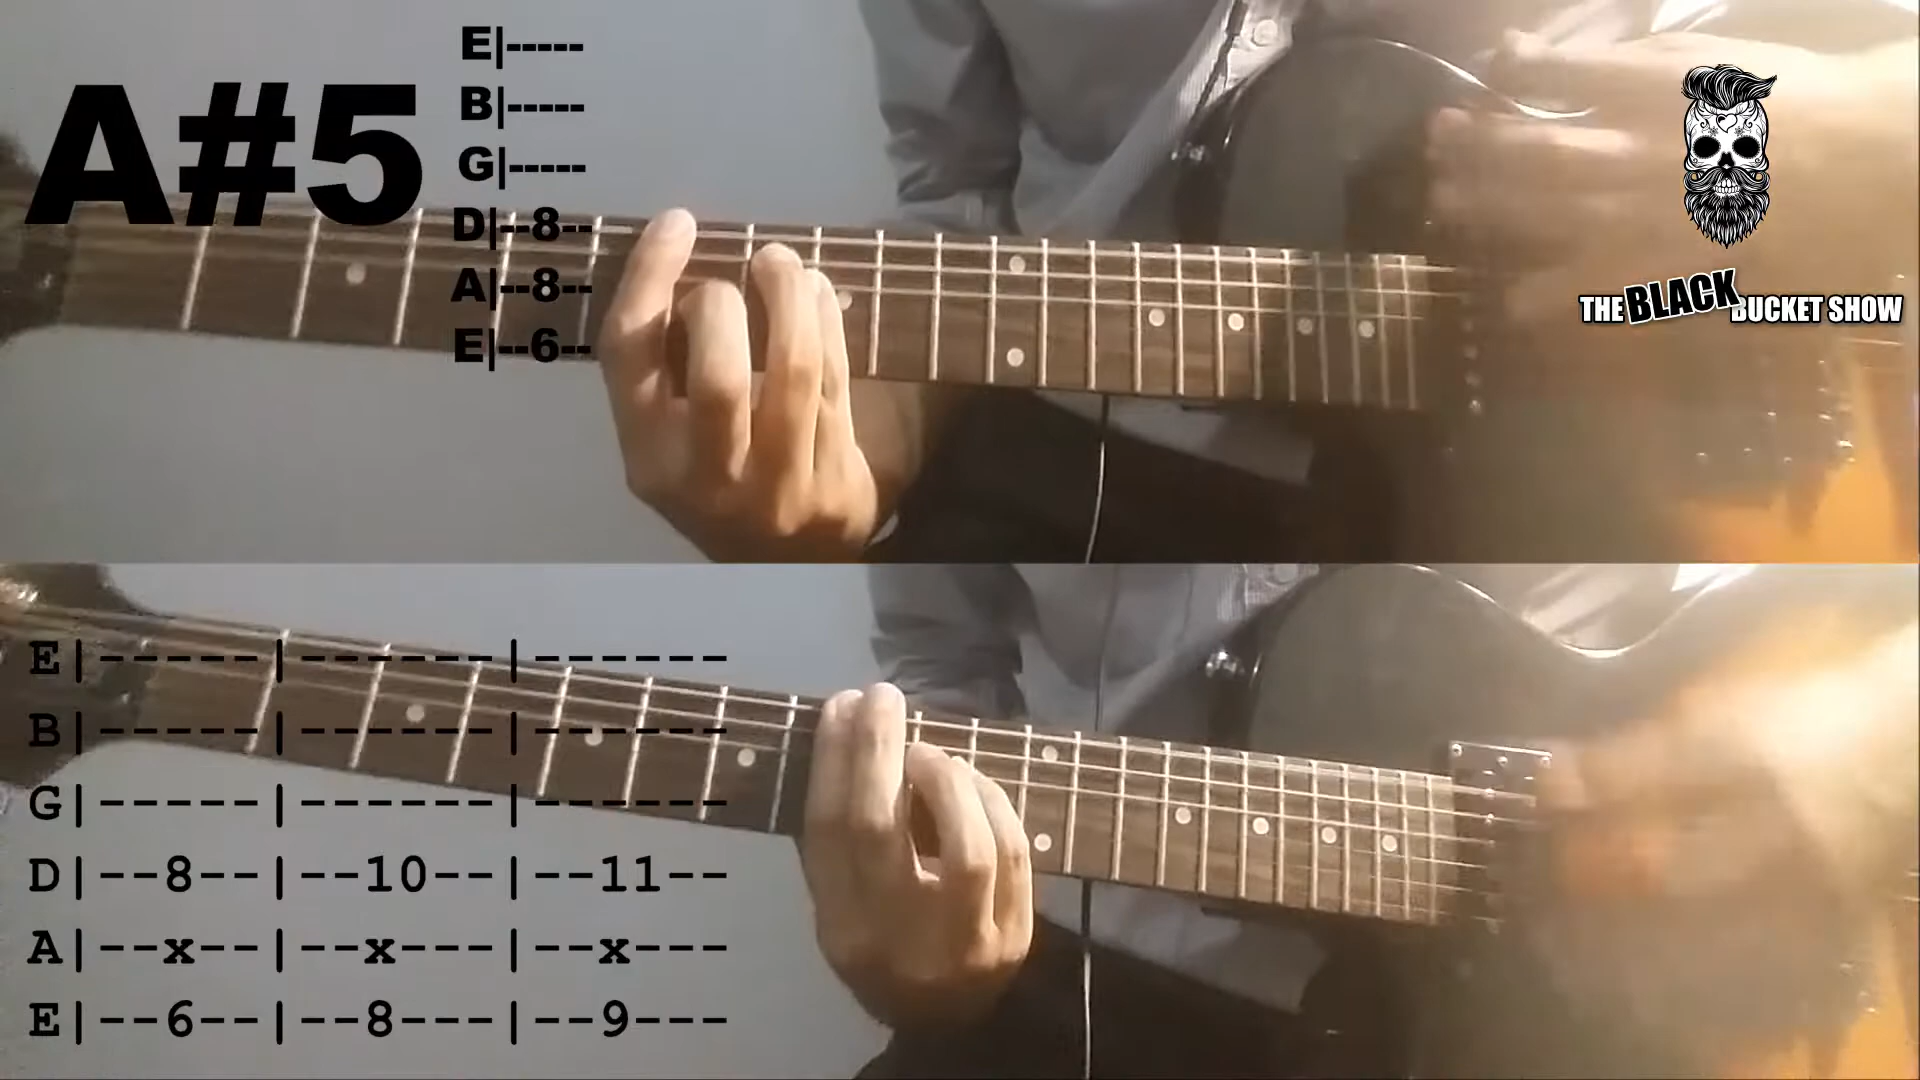 A#5
E|-----
B|-----
G|-----
D|--8--
A|--8--
E|--6--
THE BLACK BUCKET SHOW
E|-----|------|------
B|-----|------|------
G|-----|------|------
D|--8--|--10--|--11--
A|--x--|--x---|--x---
E|--6--|--8---|--9---